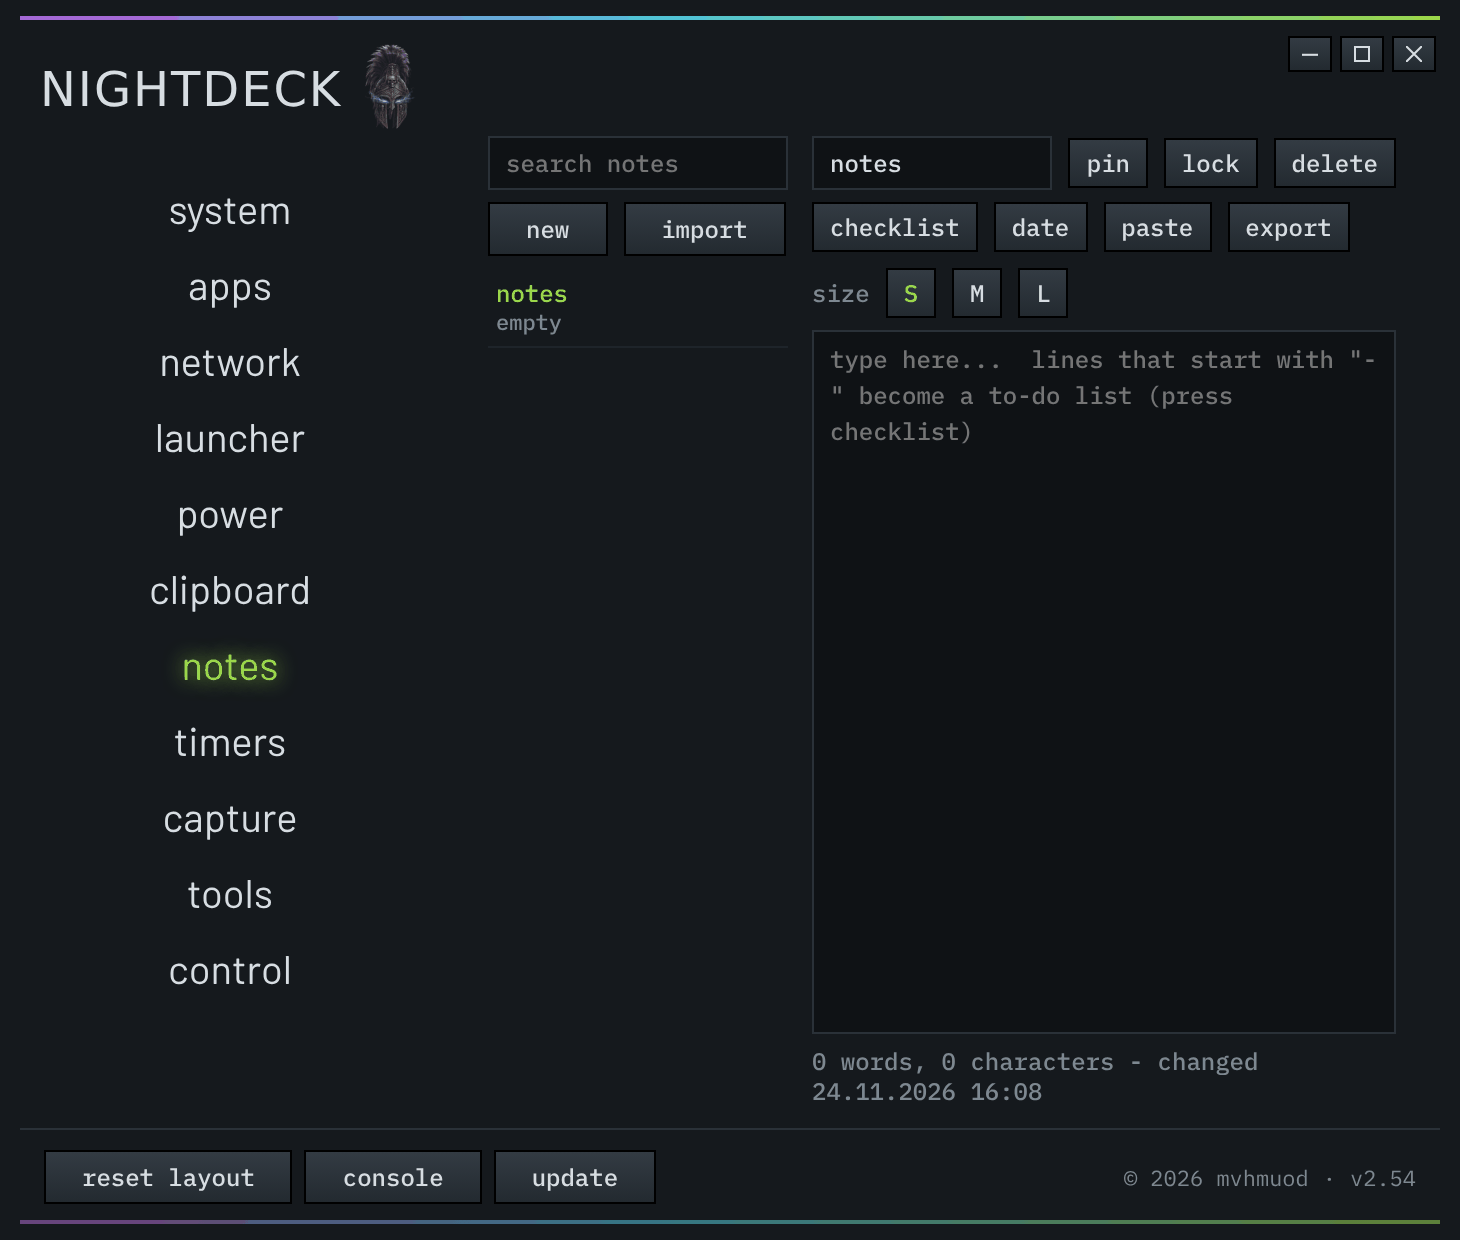 NIGHTDECK
system
apps
network
launcher
power
clipboard
notes
timers
capture
tools
control
search notes
new import
notes
empty
notes pin lock delete
checklist date paste export
size S M L
type here...  lines that start with "-
" become a to-do list (press
checklist)
0 words, 0 characters - changed
24.11.2026 16:08
reset layout console update
© 2026 mvhmuod · v2.54